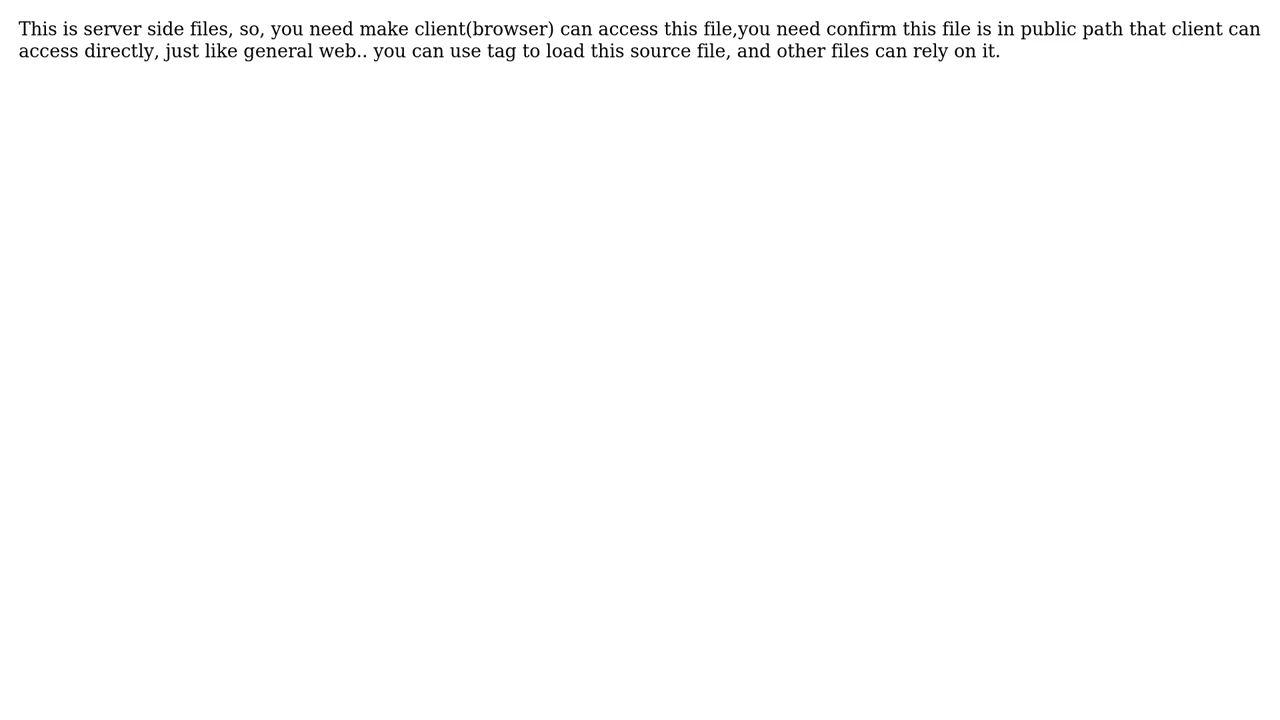 This is server side files, so, you need make client(browser) can access this file,you need confirm this file is in public path that client can
access directly, just like general web.. you can use tag to load this source file, and other files can rely on it.